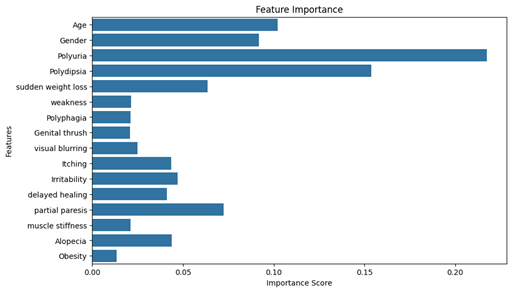 Feature Importance
Age
Gender
Polyuria
Polydipsia
sudden weight loss
weakness
Polyphagia
Genital thrush
visual blurring
Itching
Irritability
delayed healing
partial paresis
muscle stiffness
Alopecia
Obesity
Features
0.00 0.05 0.10 0.15 0.20
Importance Score